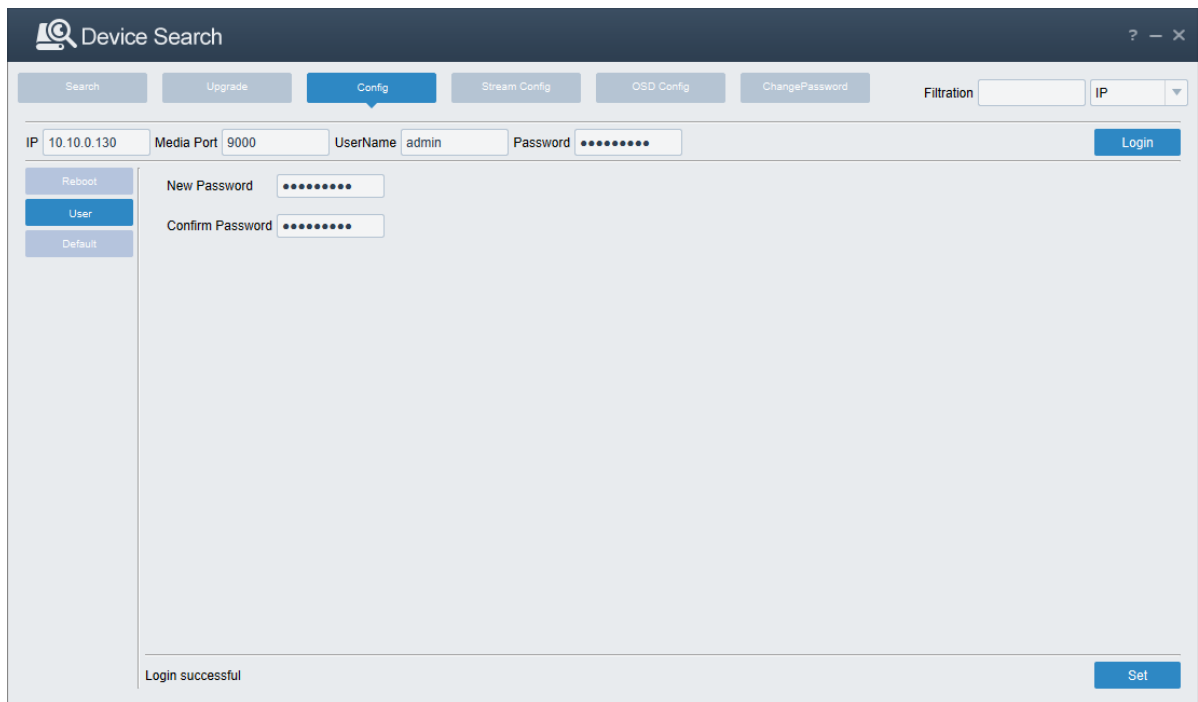 Device Search
? – ×
Search Upgrade Config Stream Config OSD Config ChangePassword Filtration IP
IP 10.10.0.130 Media Port 9000 UserName admin Password ●●●●●●●●● Login
Reboot
User
Default
New Password ●●●●●●●●●
Confirm Password ●●●●●●●●●
Login successful Set